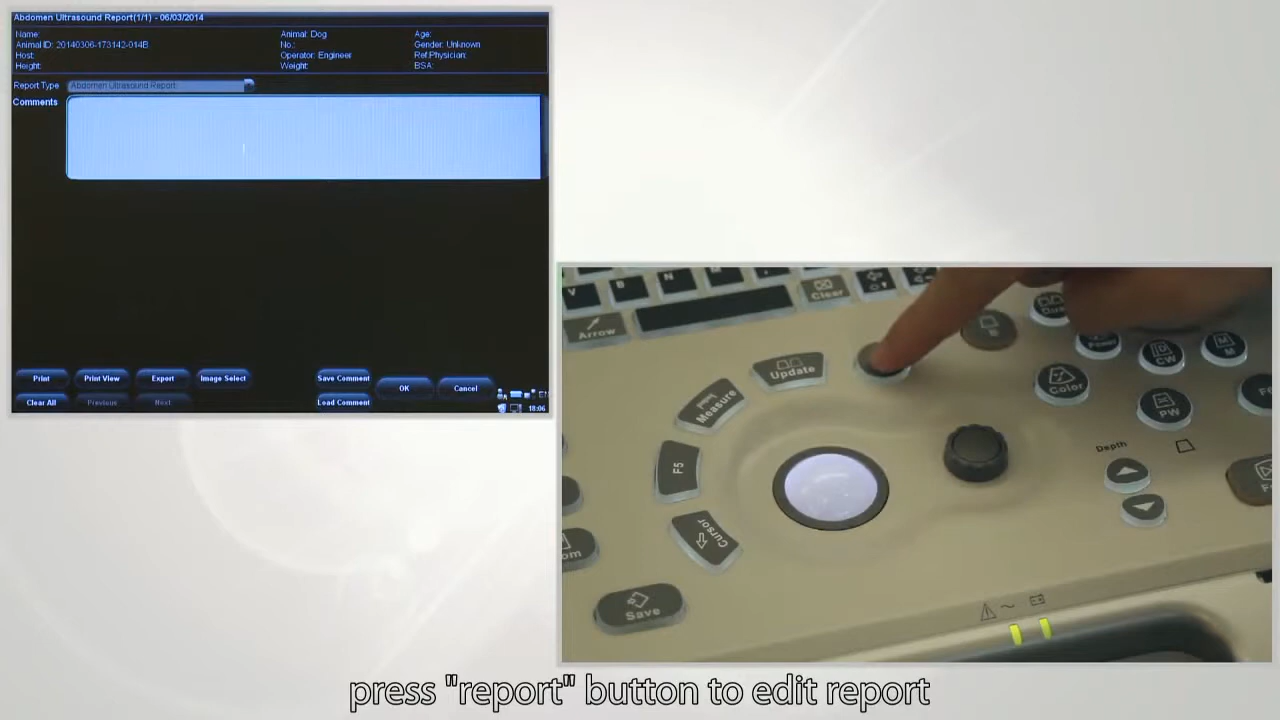 Abdomen Ultrasound Report(1/1) - 06/03/2014
Name: Animal: Dog Age:
Animal ID: 20140306-173142-014B No.: Gender: Unknown
Host: Operator: Engineer Ref.Physician:
Height: Weight: BSA:
Report Type Abdomen Ultrasound Report
Comments
Print Print View Export Image Select Save Comment OK Cancel
Clear All Previous Next Load Comment
18:06
V B N M
Arrow Clear
Update
Measure
F5
Cursor
Save
Color
CW
M
PW
Depth
press "report" button to edit report